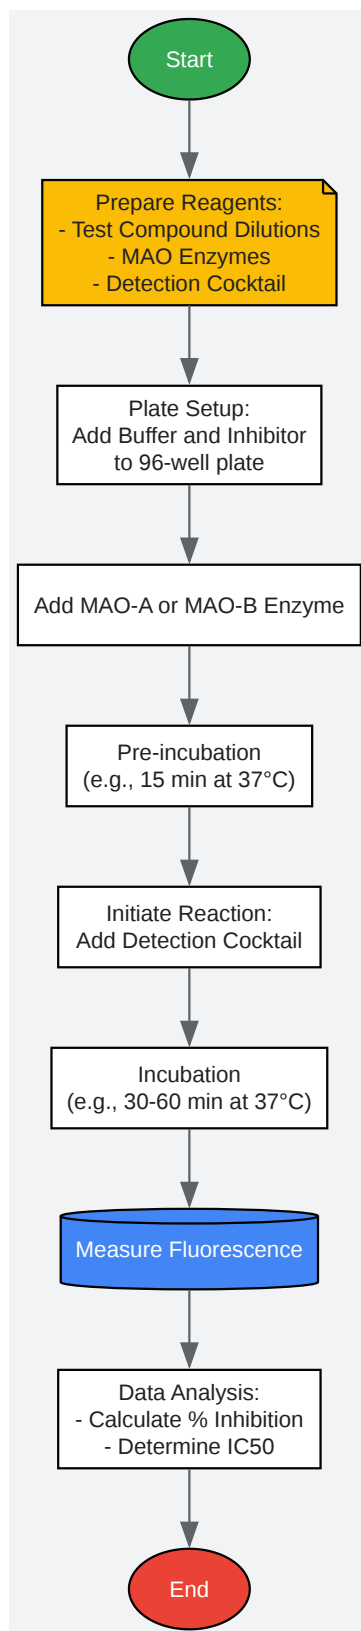 Start
Prepare Reagents:
- Test Compound Dilutions
- MAO Enzymes
- Detection Cocktail
Plate Setup:
Add Buffer and Inhibitor
to 96-well plate
Add MAO-A or MAO-B Enzyme
Pre-incubation
(e.g., 15 min at 37°C)
Initiate Reaction:
Add Detection Cocktail
Incubation
(e.g., 30-60 min at 37°C)
Measure Fluorescence
Data Analysis:
- Calculate % Inhibition
- Determine IC50
End